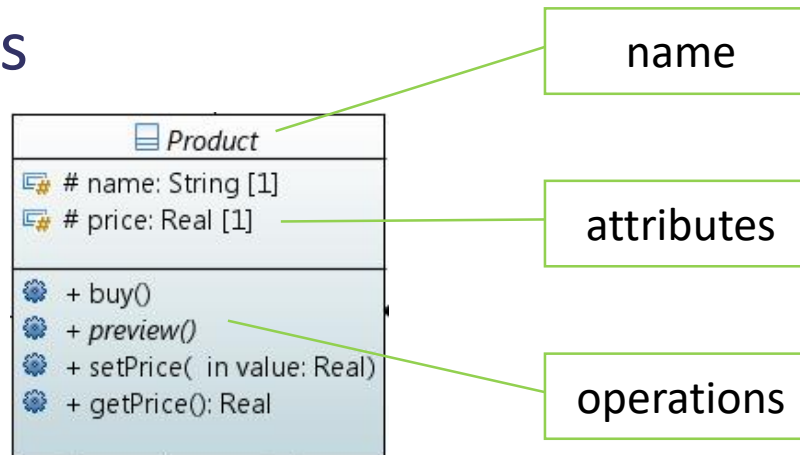 s
name
Product
# name: String [1]
# price: Real [1]
attributes
+ buy()
+ preview()
+ setPrice( in value: Real)
+ getPrice(): Real
operations